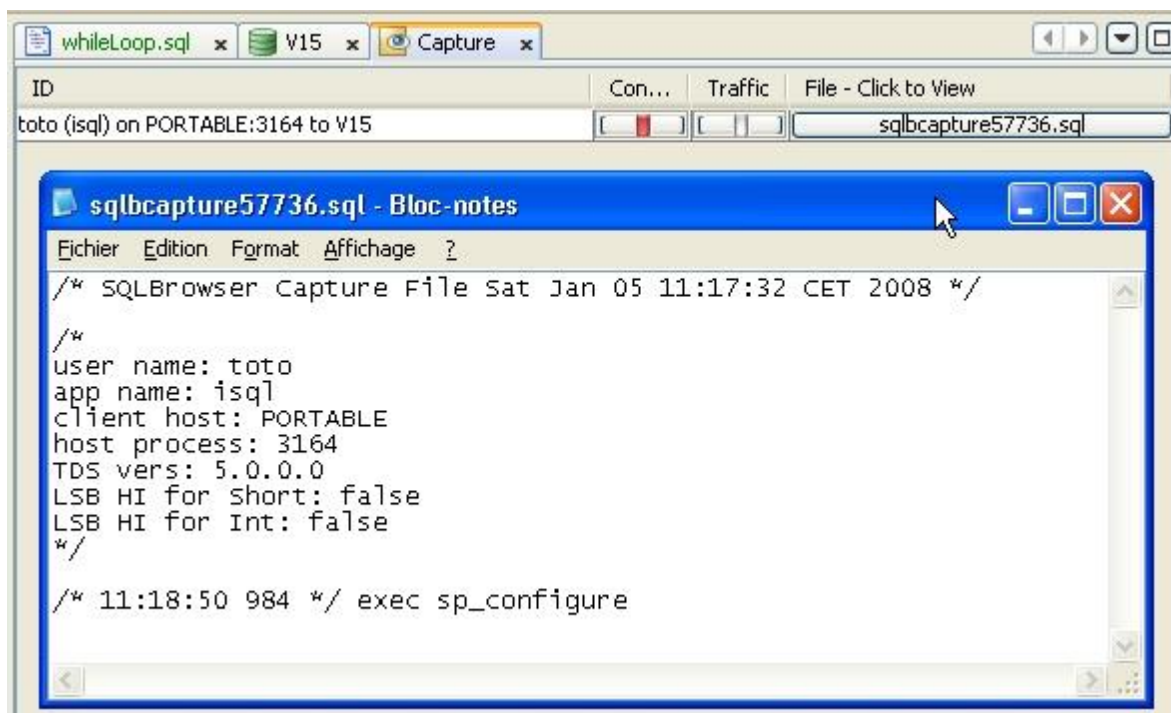 whileLoop.sql x V15 x Capture x
ID Con... Traffic File - Click to View
toto (isql) on PORTABLE:3164 to V15 [ ] [ ] sqlbcapture57736.sql
sqlbcapture57736.sql - Bloc-notes
Fichier Edition Format Affichage ?
/* SQLBrowser Capture File Sat Jan 05 11:17:32 CET 2008 */
/*
user name: toto
app name: isql
client host: PORTABLE
host process: 3164
TDS vers: 5.0.0.0
LSB HI for Short: false
LSB HI for Int: false
*/
/* 11:18:50 984 */ exec sp_configure